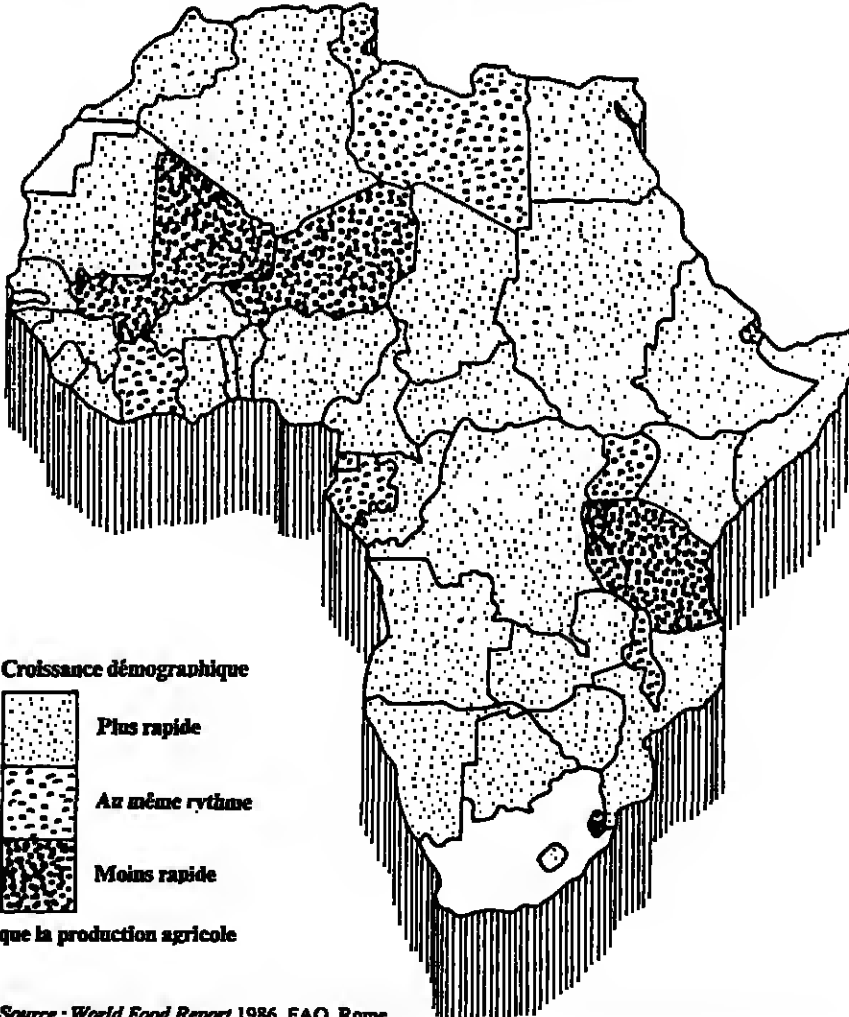 Croissance démographique
Plus rapide
Au même rythme
Moins rapide
que la production agricole
Source : World Food Report 1986, FAO, Rome